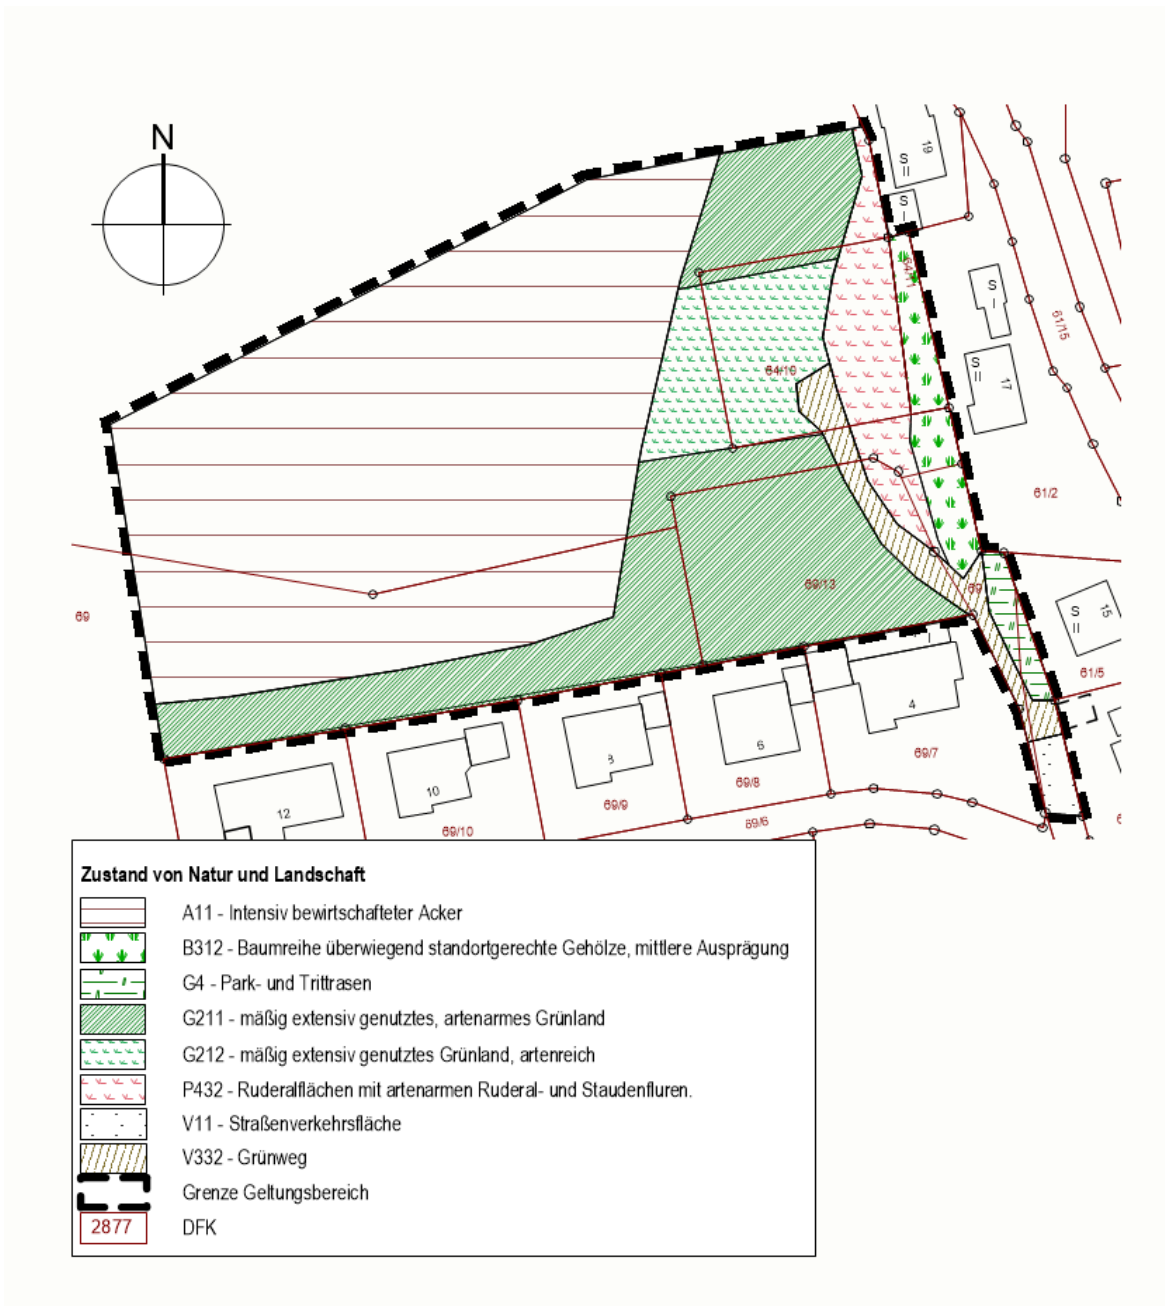 N
19
S
II
S
I
64/11
S
I
61/15
S
II
17
64/10
61/2
69/13
69
69
S
II
15
I
61/5
4
6
8
10
12
69/7
69/8
69/9
69/10
69/6
Zustand von Natur und Landschaft
A11 - Intensiv bewirtschafteter Acker
B312 - Baumreihe überwiegend standortgerechte Gehölze, mittlere Ausprägung
G4 - Park- und Trittrasen
G211 - mäßig extensiv genutztes, artenarmes Grünland
G212 - mäßig extensiv genutztes Grünland, artenreich
P432 - Ruderalflächen mit artenarmen Ruderal- und Staudenfluren.
V11 - Straßenverkehrsfläche
V332 - Grünweg
Grenze Geltungsbereich
2877 DFK